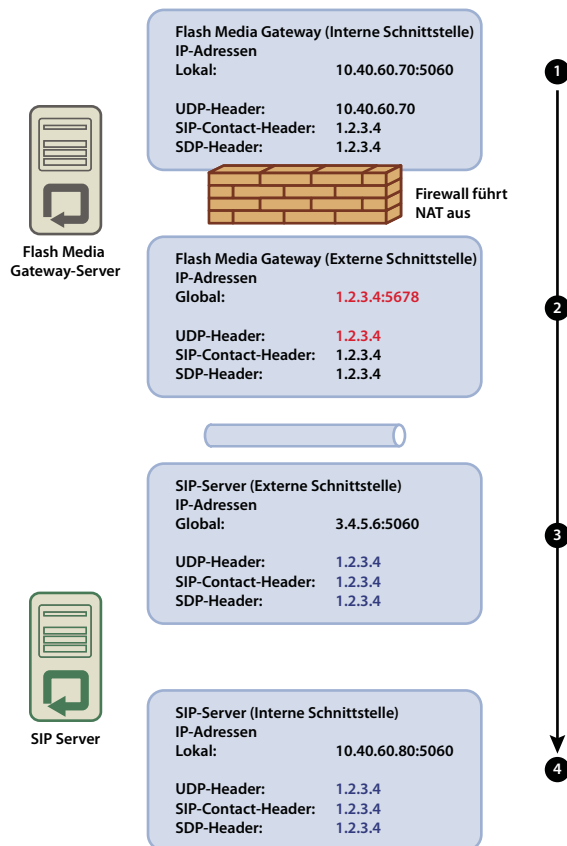 Flash Media Gateway (Interne Schnittstelle)
IP-Adressen
Lokal: 10.40.60.70:5060
UDP-Header: 10.40.60.70
SIP-Contact-Header: 1.2.3.4
SDP-Header: 1.2.3.4
1
Firewall führt
NAT aus
Flash Media
Gateway-Server
Flash Media Gateway (Externe Schnittstelle)
IP-Adressen
Global: 1.2.3.4:5678
UDP-Header: 1.2.3.4
SIP-Contact-Header: 1.2.3.4
SDP-Header: 1.2.3.4
2
SIP-Server (Externe Schnittstelle)
IP-Adressen
Global: 3.4.5.6:5060
UDP-Header: 1.2.3.4
SIP-Contact-Header: 1.2.3.4
SDP-Header: 1.2.3.4
3
SIP Server
SIP-Server (Interne Schnittstelle)
IP-Adressen
Lokal: 10.40.60.80:5060
UDP-Header: 1.2.3.4
SIP-Contact-Header: 1.2.3.4
SDP-Header: 1.2.3.4
4